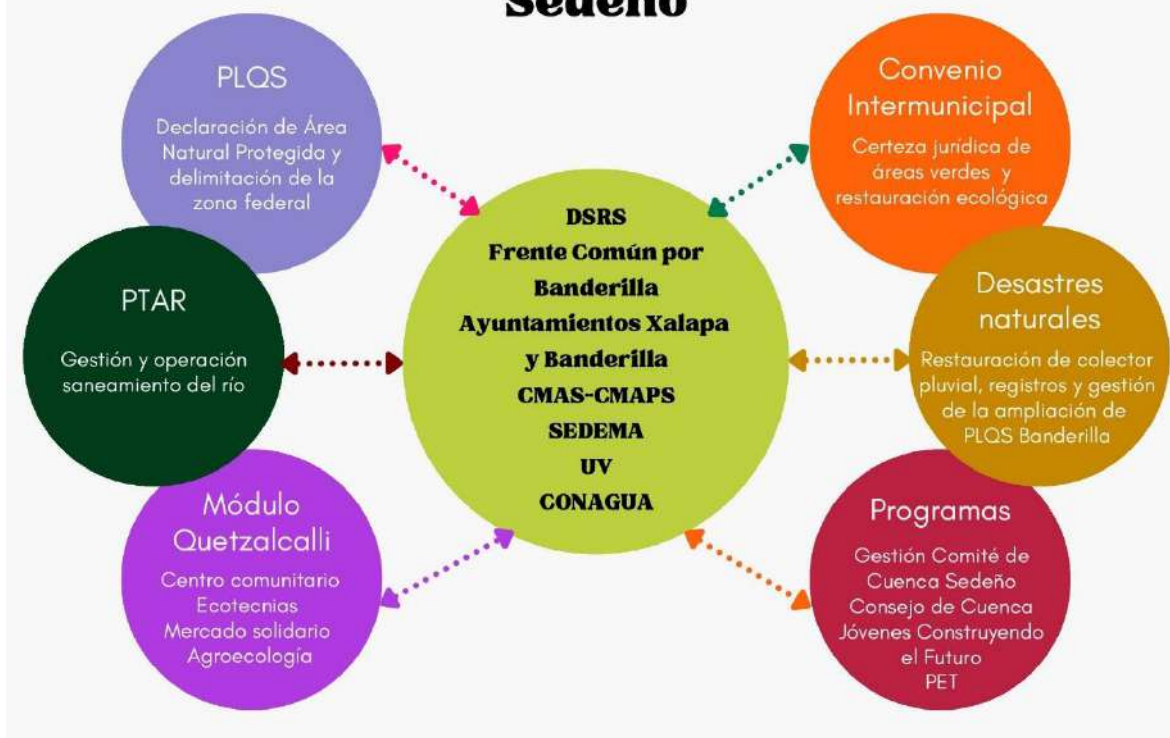 Sedeño
PLQS
Declaración de Área
Natural Protegida y
delimitación de la
zona federal
PTAR
Gestión y operación
saneamiento del río
Módulo
Quetzalcalli
Centro comunitario
Ecotecnias
Mercado solidario
Agroecología
DSRS
Frente Común por
Banderilla
Ayuntamientos Xalapa
y Banderilla
CMAS-CMAPS
SEDEMA
UV
CONAGUA
Convenio
Intermunicipal
Certeza jurídica de
áreas verdes y
restauración ecológica
Desastres
naturales
Restauración de colector
pluvial, registros y gestión
de la ampliación de
PLQS Banderilla
Programas
Gestión Comité de
Cuenca Sedeño
Consejo de Cuenca
Jóvenes Construyendo
el Futuro
PET